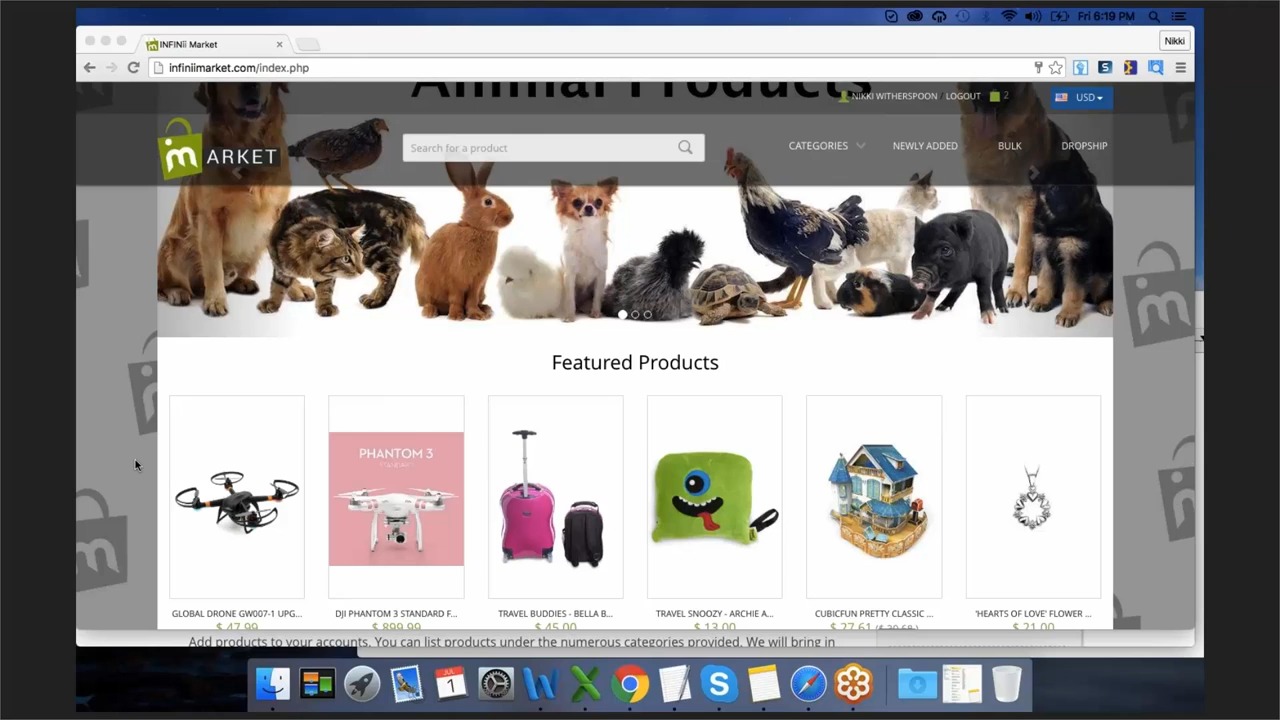 Fri 6:19 PM
INFINii Market
Nikki
infiniimarket.com/index.php
Animal Products
NIKKI WITHERSPOON / LOGOUT 2 USD
mARKET
Search for a product
CATEGORIES NEWLY ADDED BULK DROPSHIP
Featured Products
PHANTOM 3
STANDARD
GLOBAL DRONE GW007-1 UPG...
DJI PHANTOM 3 STANDARD F...
TRAVEL BUDDIES - BELLA B...
TRAVEL SNOOZY - ARCHIE A...
CUBICFUN PRETTY CLASSIC ...
'HEARTS OF LOVE' FLOWER ...
$ 47.99
$ 899.99
$ 45.00
$ 13.00
$ 27.61
$ 21.00
Add products to your accounts. You can list products under the numerous categories provided. We will bring in
JUL
1